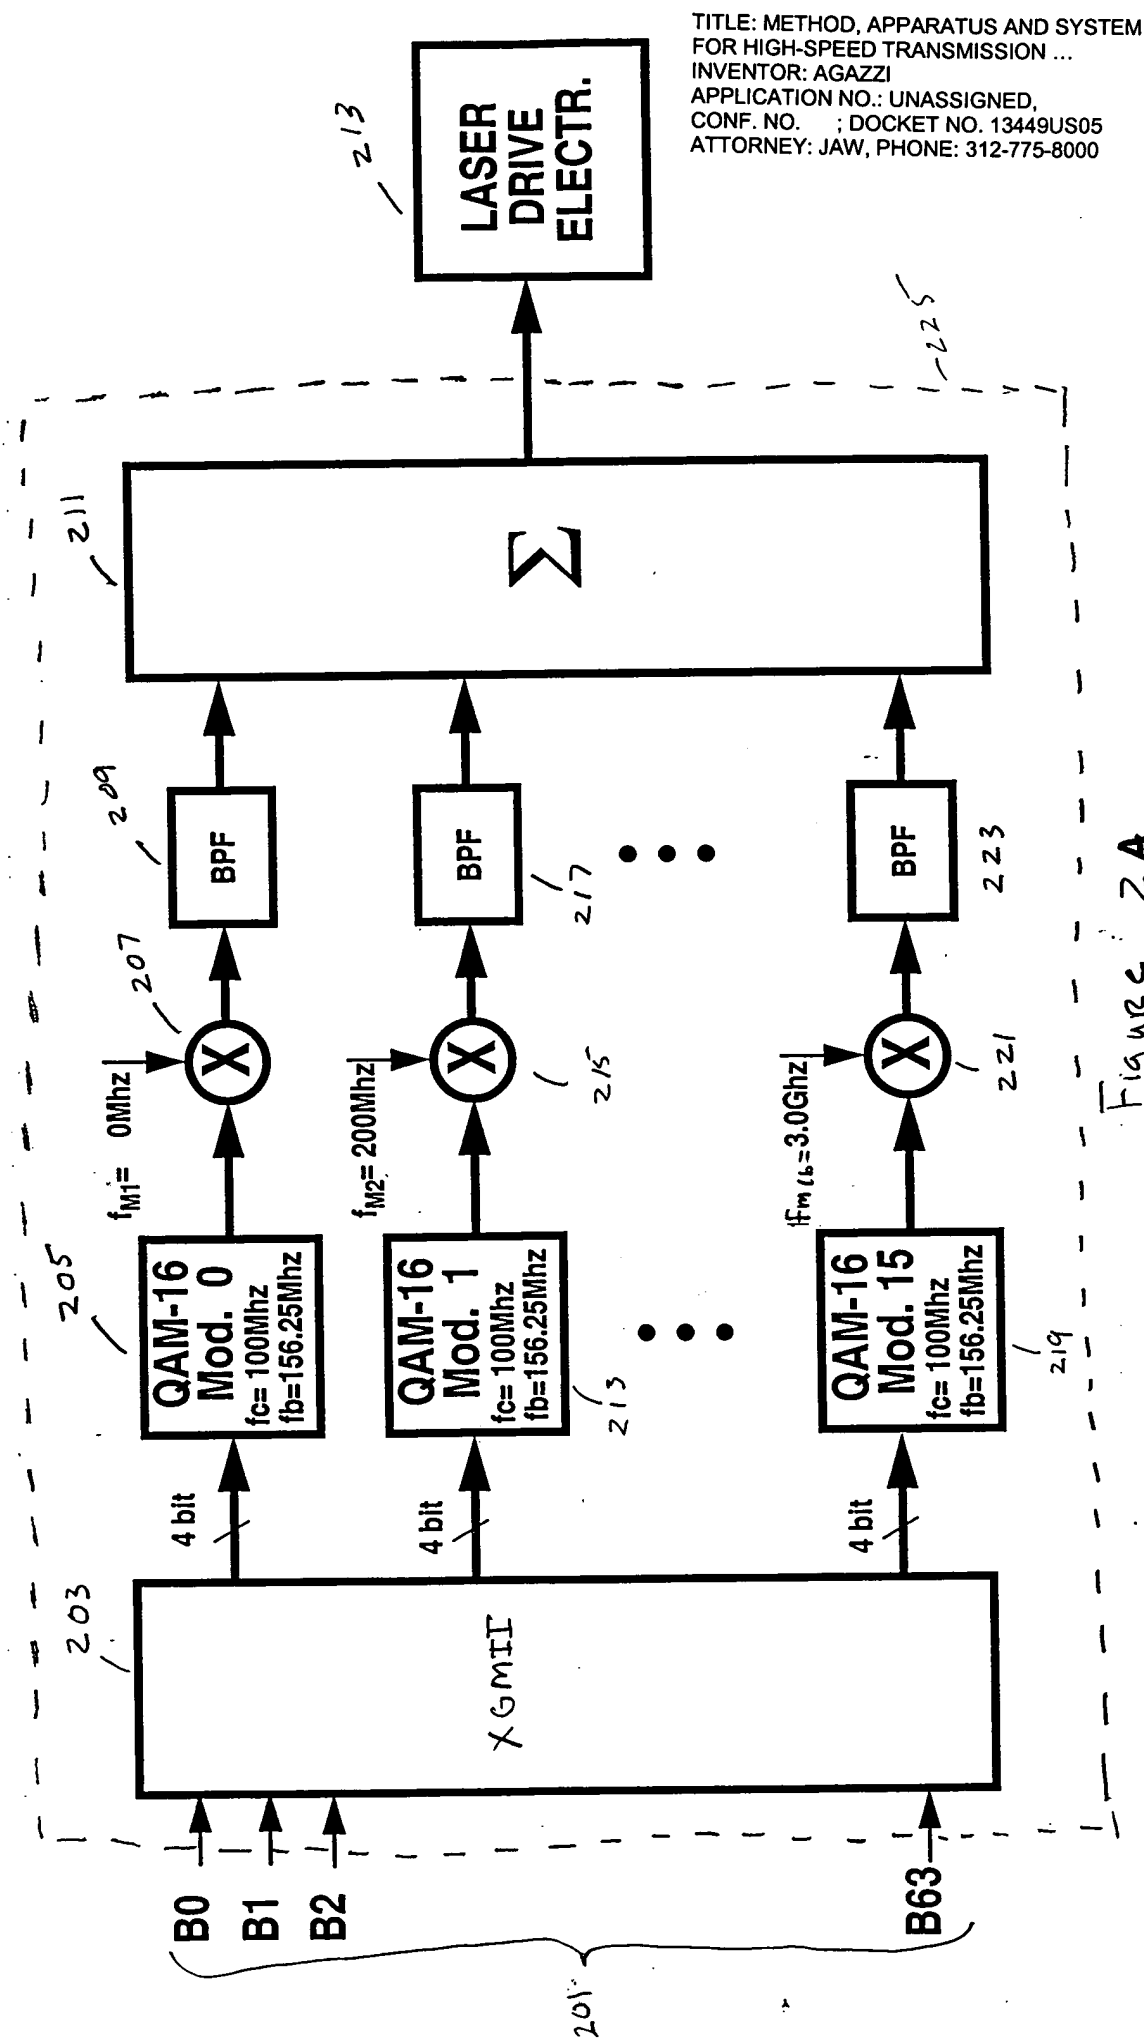 TITLE: METHOD, APPARATUS AND SYSTEM
FOR HIGH-SPEED TRANSMISSION ...
INVENTOR: AGAZZI
APPLICATION NO.: UNASSIGNED,
CONF. NO. ; DOCKET NO. 13449US05
ATTORNEY: JAW, PHONE: 312-775-8000
201
B0
B1
B2
B63
203
XGMII
4 bit
4 bit
4 bit
205
QAM-16
Mod. 0
fc= 100Mhz
fb=156.25Mhz
QAM-16
Mod. 1
fc= 100Mhz
fb=156.25Mhz
213
QAM-16
Mod. 15
fc= 100Mhz
fb=156.25Mhz
219
fM1= 0Mhz
207
X
fM2= 200Mhz
X
215
Fm16=3.0Ghz
X
221
209
BPF
BPF
217
BPF
223
211
Σ
225
213
LASER
DRIVE
ELECTR.
Figure 2A